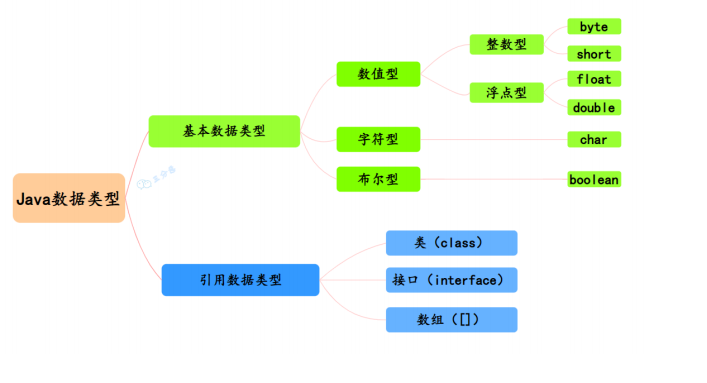 Java数据类型
基本数据类型
数值型
整数型
byte
short
浮点型
float
double
字符型
char
布尔型
boolean
引用数据类型
类（class）
接口（interface）
数组（[]）